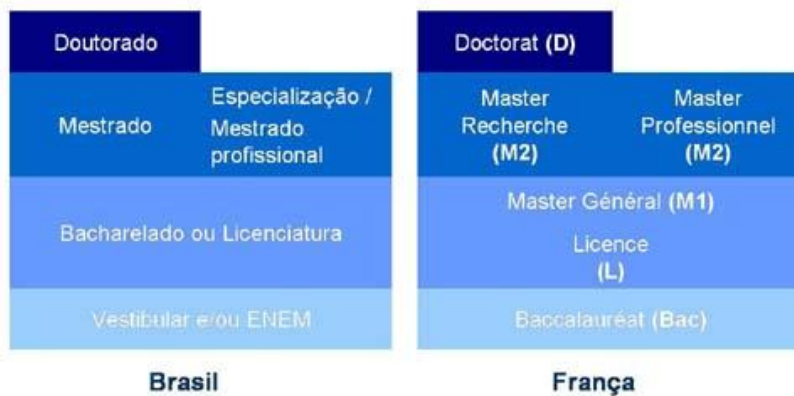 Doutorado
Mestrado
Especialização /
Mestrado
profissional
Bacharelado ou Licenciatura
Vestibular e/ou ENEM
Brasil
Doctorat (D)
Master
Recherche
(M2)
Master
Professionnel
(M2)
Master Général (M1)
Licence
(L)
Baccalauréat (Bac)
França